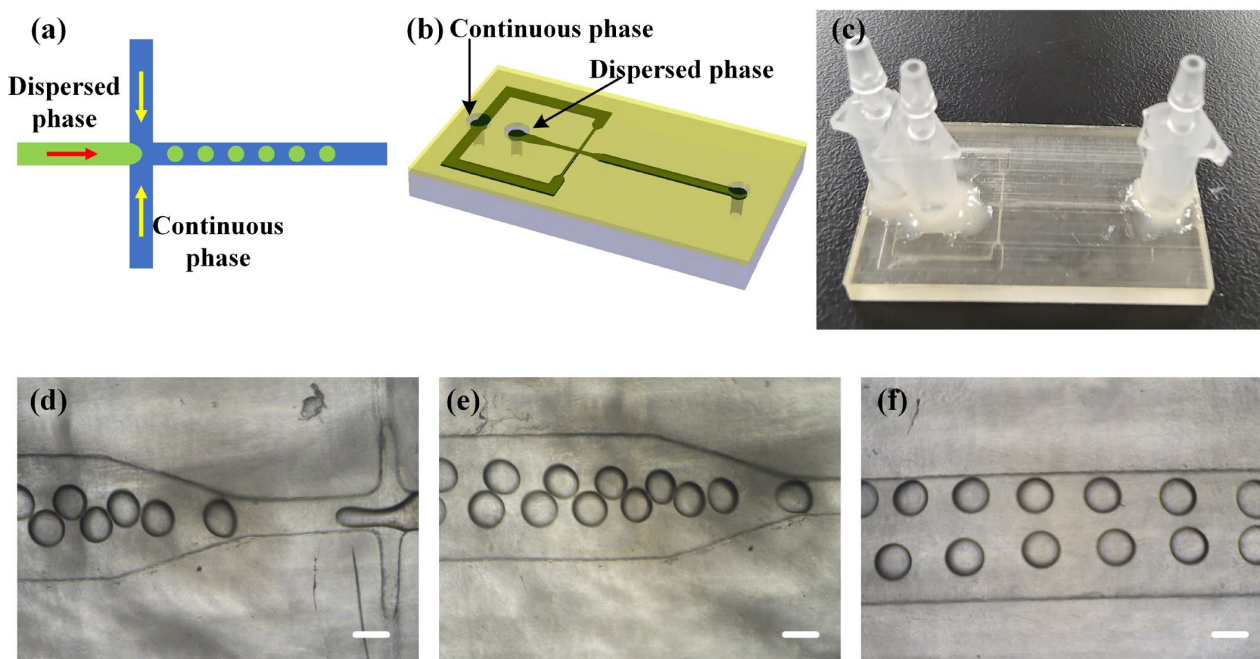 (a)
Dispersed
phase
Continuous
phase
(b)
Continuous phase
Dispersed phase
(c)
(d)
(e)
(f)